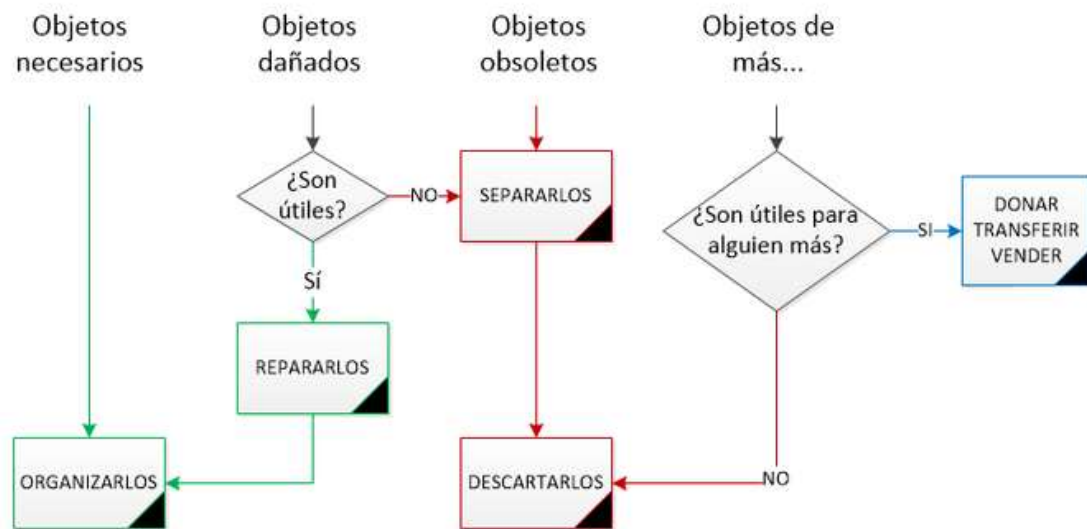 Objetos
necesarios
Objetos
dañados
Objetos
obsoletos
Objetos de
más...
¿Son
útiles?
NO
SEPARARLOS
¿Son útiles para
alguien más?
SI
DONAR
TRANSFERIR
VENDER
Sí
REPARARLOS
ORGANIZARLOS
DESCARTARLOS
NO